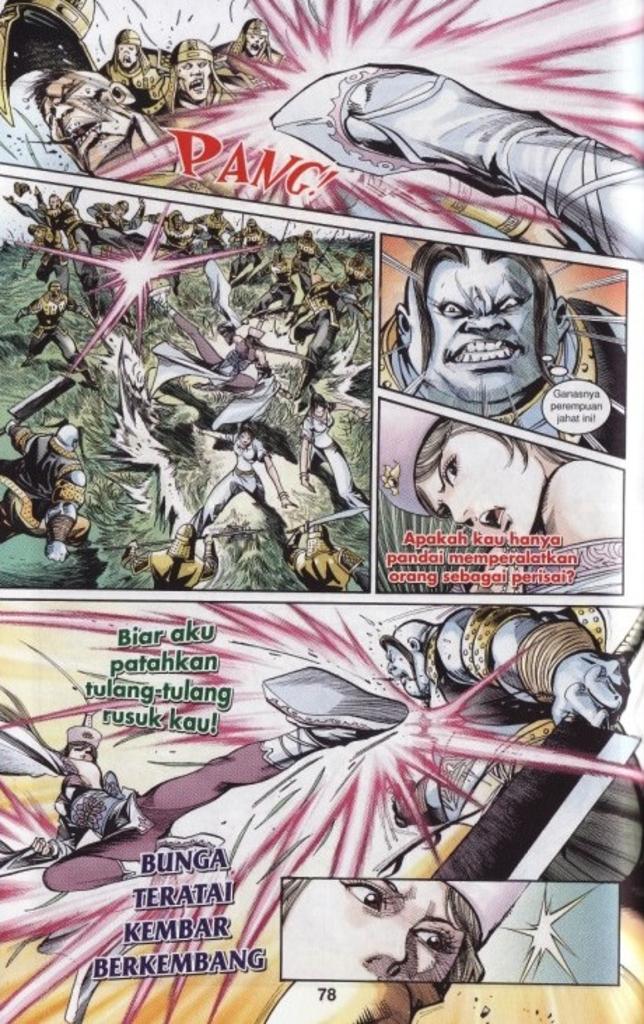 PANG!
Ganasnya
perempuan
jahat ini!
Apakah kau hanya
pandai memperalatkan
orang sebagai perisai?
Biar aku
patahkan
tulang-tulang
rusuk kau!
BUNGA
TERATAI
KEMBAR
BERKEMBANG
78